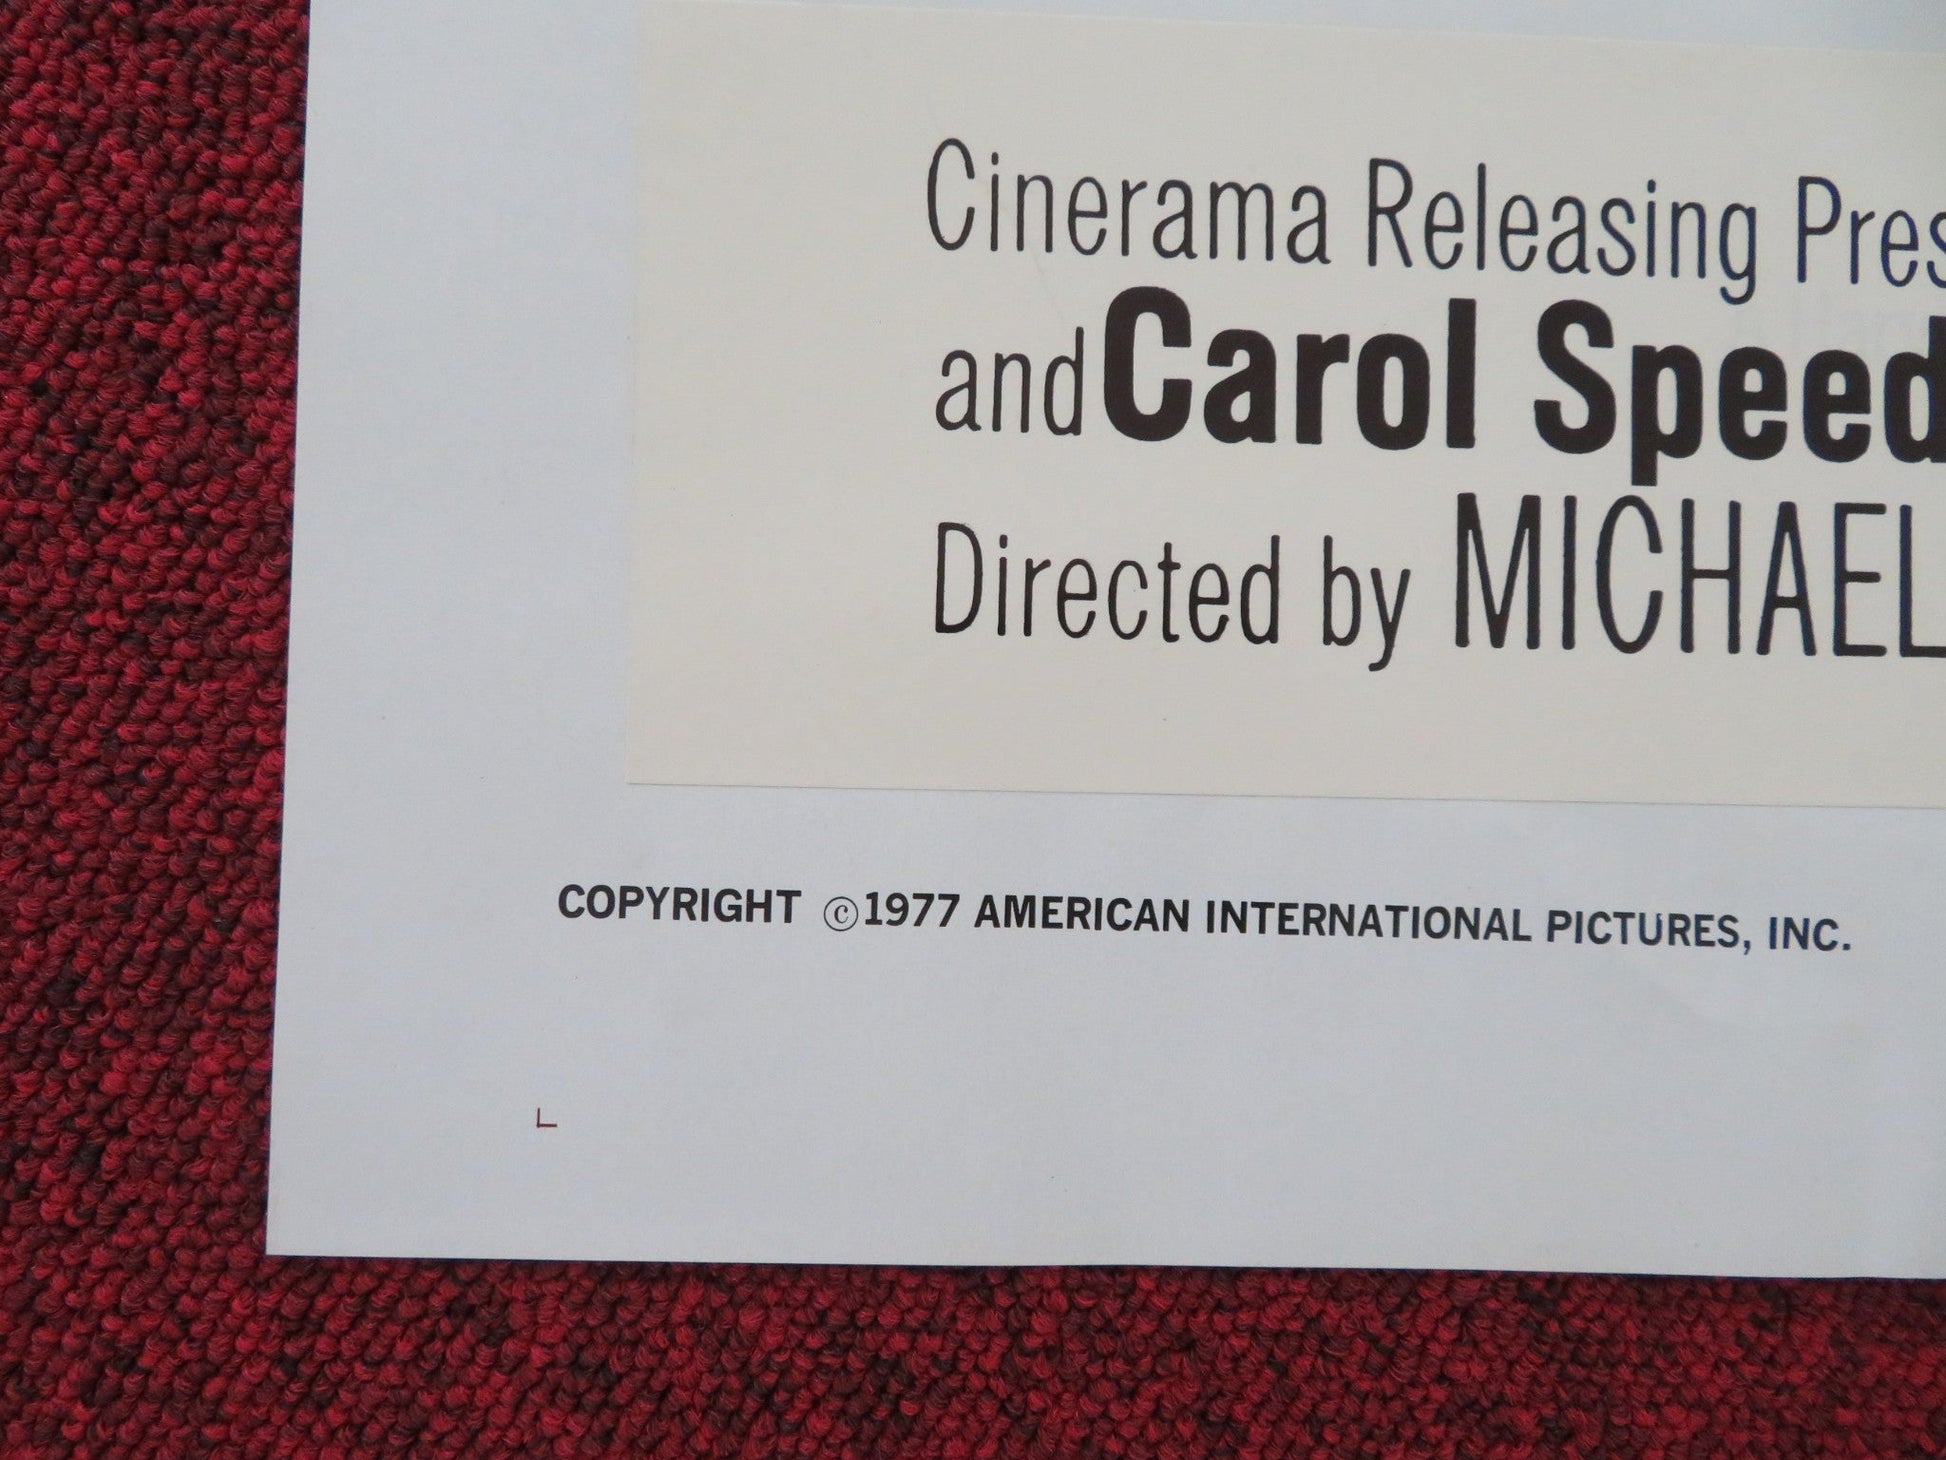 Cinerama Releasing Pres
and Carol Speed
Directed by MICHAEL
COPYRIGHT ©1977 AMERICAN INTERNATIONAL PICTURES, INC.